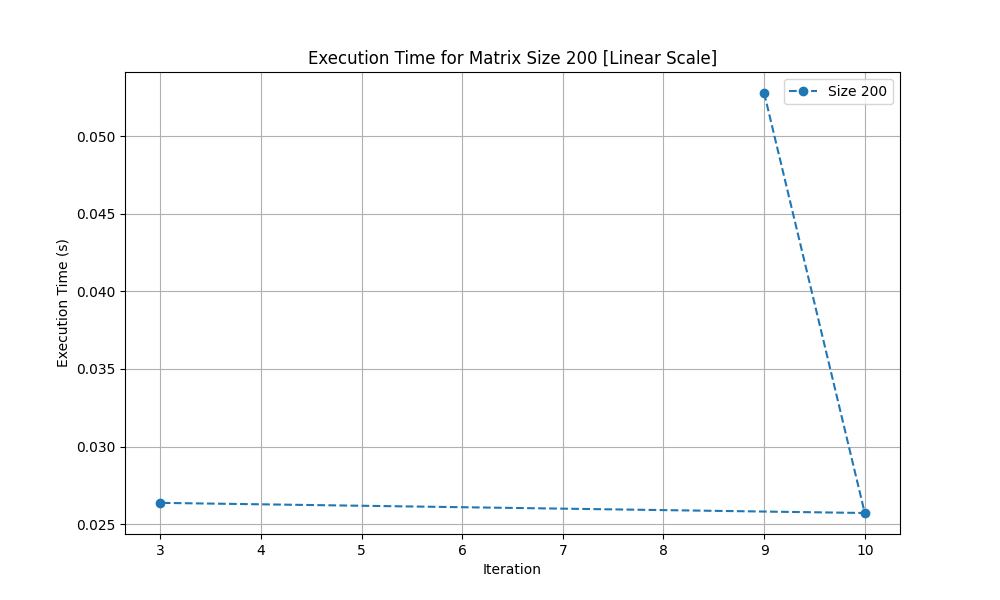 Execution Time for Matrix Size 200 [Linear Scale]
Size 200
Execution Time (s)
0.050
0.045
0.040
0.035
0.030
0.025
3 4 5 6 7 8 9 10
Iteration